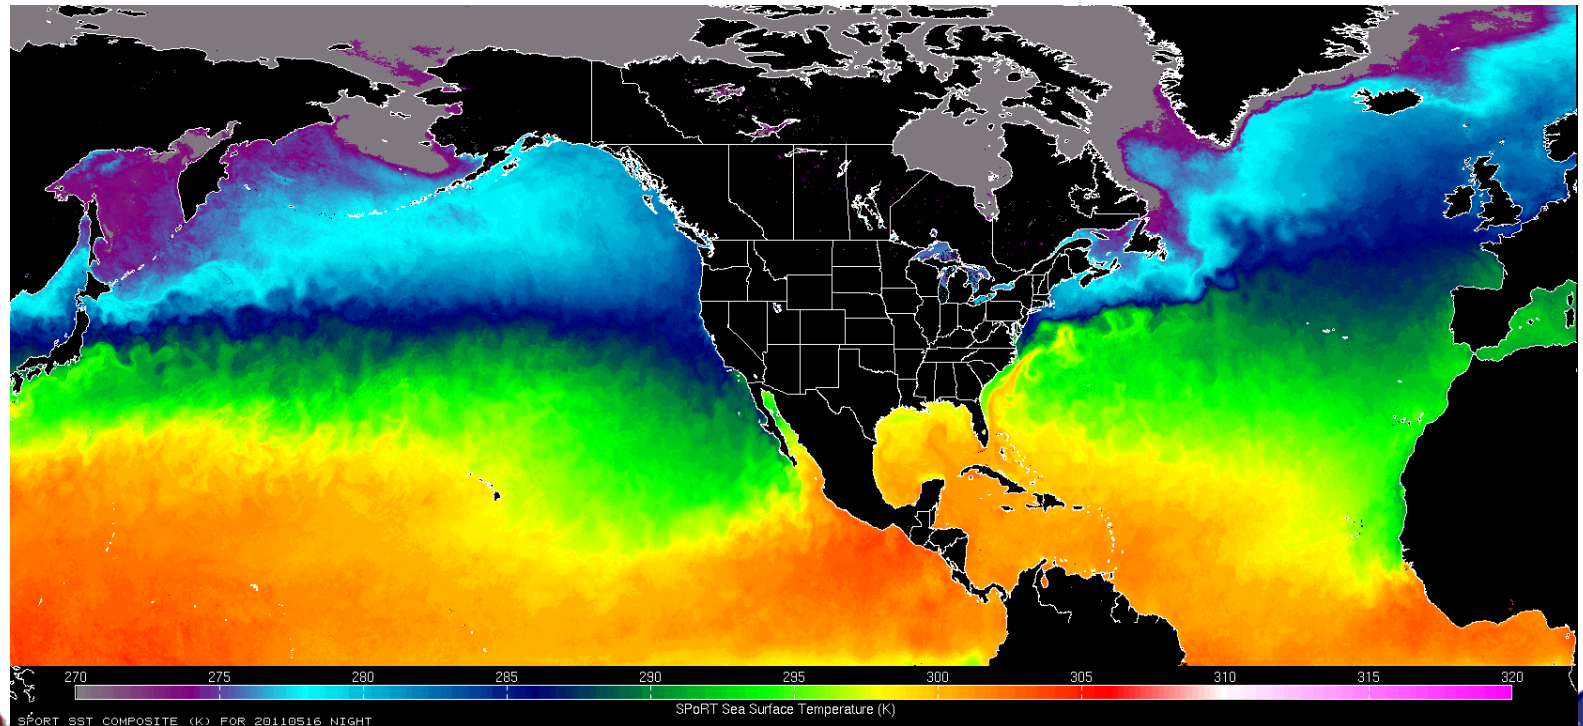 270 275 280 285 290 295 300 305 310 315 320
SPoRT Sea Surface Temperature (K)
SPORT SST COMPOSITE (K) FOR 20110516 NIGHT